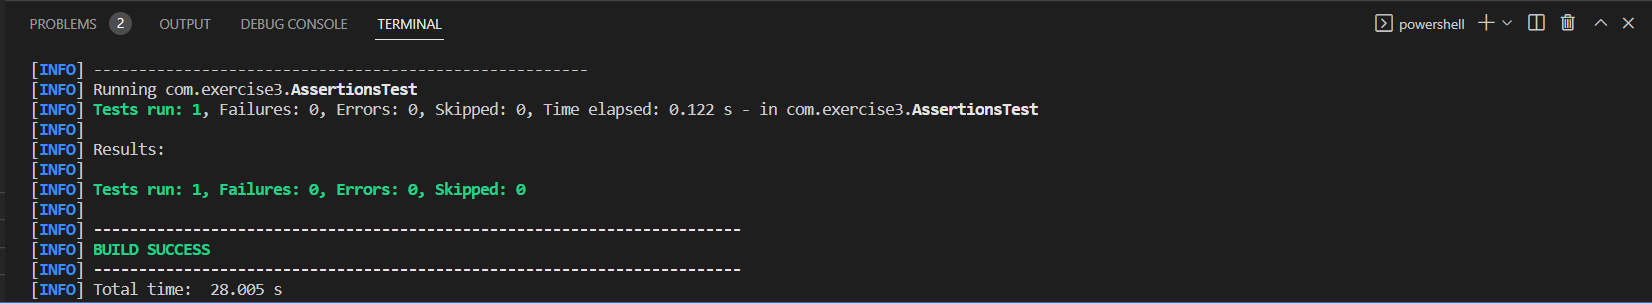 PROBLEMS 2 OUTPUT DEBUG CONSOLE TERMINAL powershell
[INFO] -------------------------------------------------------
[INFO] Running com.exercise3.AssertionsTest
[INFO] Tests run: 1, Failures: 0, Errors: 0, Skipped: 0, Time elapsed: 0.122 s - in com.exercise3.AssertionsTest
[INFO]
[INFO] Results:
[INFO]
[INFO] Tests run: 1, Failures: 0, Errors: 0, Skipped: 0
[INFO]
[INFO] ------------------------------------------------------------------------
[INFO] BUILD SUCCESS
[INFO] ------------------------------------------------------------------------
[INFO] Total time:  28.005 s